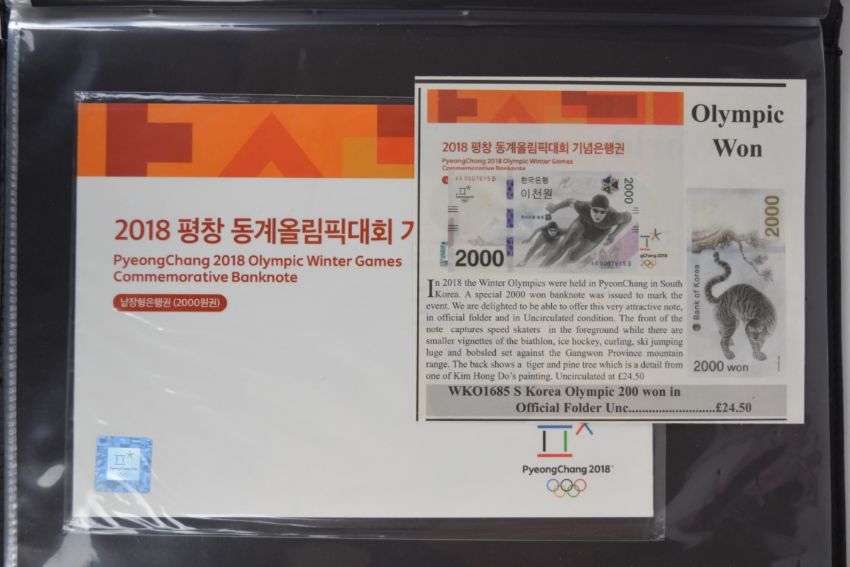 2018 평창 동계올림픽대회 기
PyeongChang 2018 Olympic Winter Games
Commemorative Banknote
낱장형은행권 (2000원권)
PyeongChang 2018™
Olympic
Won
2018 평창 동계올림픽대회 기념은행권
PyeongChang 2018 Olympic Winter Games
Commemorative Banknote
AA 0007615 B
한국은행
이천원
2000
2000
AA 0007615 B
PyeongChang 2018
2000
Bank of Korea
2000 won
In 2018 the Winter Olympics were held in PyeonChang in South
Korea. A special 2000 won banknote was issued to mark the
event. We are delighted to be able to offer this very attractive note,
in official folder and in Uncirculated condition. The front of the
note captures speed skaters in the foreground while there are
smaller vignettes of the biathlon, ice hockey, curling, ski jumping
luge and bobsled set against the Gangwon Province mountain
range. The back shows a tiger and pine tree which is a detail from
one of Kim Hong Do's painting. Uncirculated at £24.50
WKO1685 S Korea Olympic 200 won in
Official Folder Unc..........................£24.50